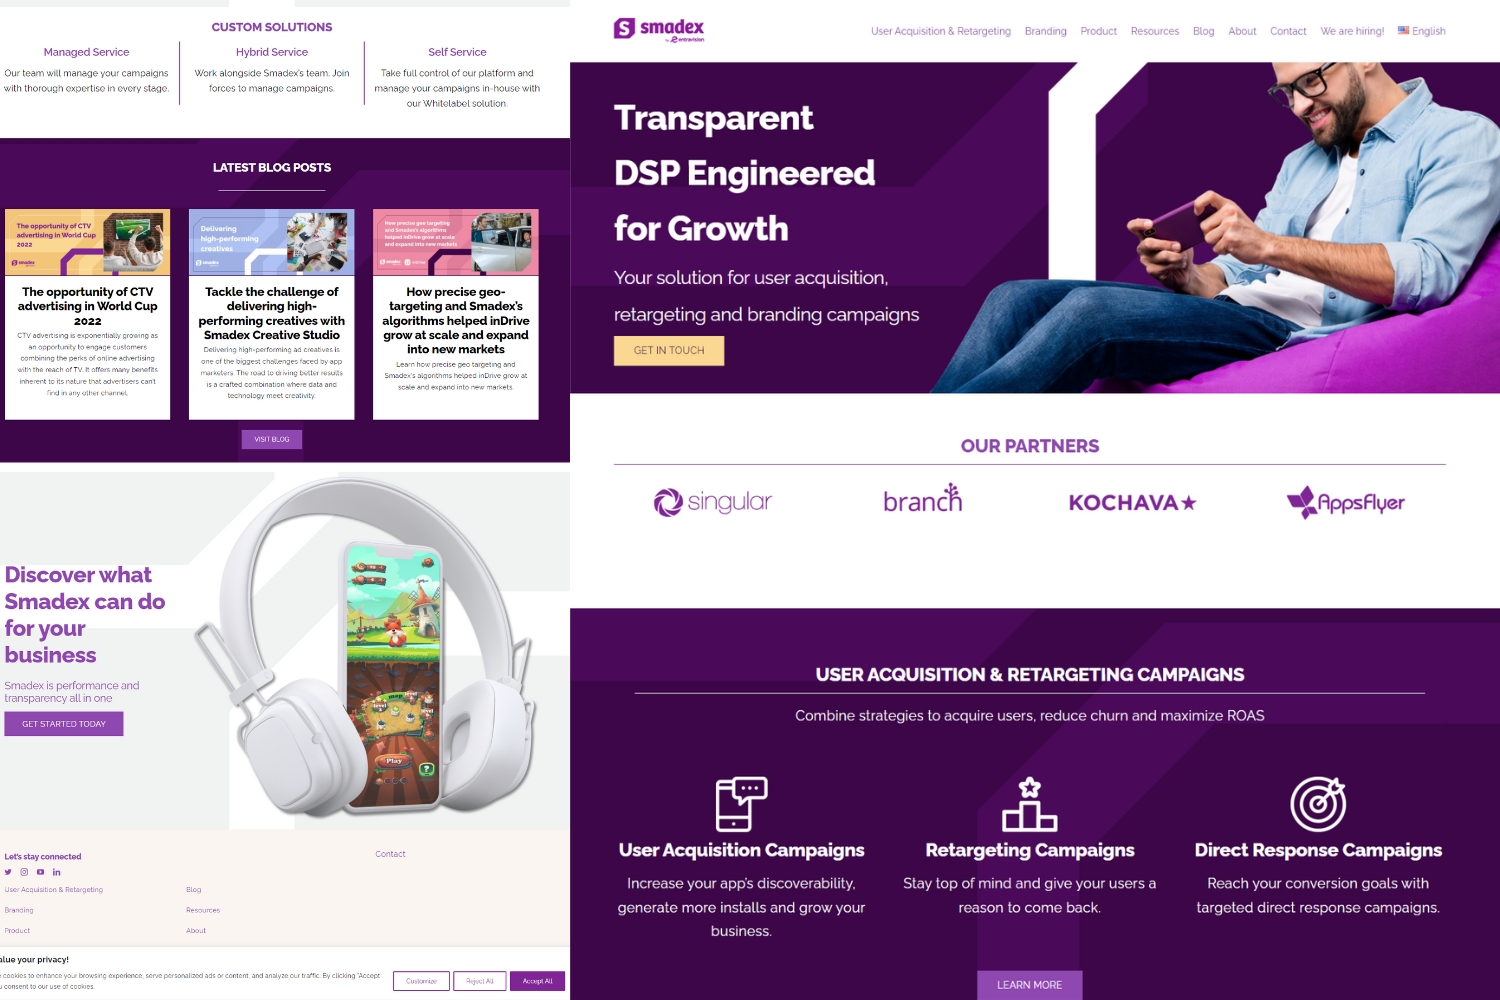 CUSTOM SOLUTIONS
Managed Service
Our team will manage your campaigns
with thorough expertise in every stage.
Hybrid Service
Work alongside Smadex's team. Join
forces to manage campaigns.
Self Service
Take full control of our platform and
manage your campaigns in-house with
our Whitelabel solution.
LATEST BLOG POSTS
The opportunity of CTV
advertising in World Cup
2022
smadex
The opportunity of CTV
advertising in World Cup
2022
CTV advertising is exponentially growing as
an opportunity to engage customers
combining the perks of online advertising
with the reach of TV. It offers many benefits
inherent to its nature that advertisers can't
find in any other channel.
Delivering
high-performing
creatives
smadex
Tackle the challenge of
delivering high-
performing creatives with
Smadex Creative Studio
Delivering high-performing ad creatives is
one of the biggest challenges faced by app
marketers. The road to driving better results
is a crafted combination where data and
technology meet creativity.
How precise geo targeting
and Smadex's algorithms
helped inDrive grow at scale
and expand into new markets
smadex
How precise geo-
targeting and Smadex's
algorithms helped inDrive
grow at scale and expand
into new markets
Learn how precise geo targeting and
Smadex's algorithms helped inDrive grow at
scale and expand into new markets.
VISIT BLOG
Discover what
Smadex can do
for your
business
Smadex is performance and
transparency all in one
GET STARTED TODAY
map
level
level
Play
Let's stay connected
User Acquisition & Retargeting
Branding
Product
Blog
Resources
About
Contact
alue your privacy!
cookies to enhance your browsing experience, serve personalized ads or content, and analyze our traffic. By clicking "Accept
u consent to our use of cookies.
Customize
Reject All
Accept All
smadex
by entravision
User Acquisition & Retargeting
Branding
Product
Resources
Blog
About
Contact
We are hiring!
English
Transparent
DSP Engineered
for Growth
Your solution for user acquisition,
retargeting and branding campaigns
GET IN TOUCH
OUR PARTNERS
singular
branch
KOCHAVA
AppsFlyer
USER ACQUISITION & RETARGETING CAMPAIGNS
Combine strategies to acquire users, reduce churn and maximize ROAS
User Acquisition Campaigns
Increase your app's discoverability,
generate more installs and grow your
business.
Retargeting Campaigns
Stay top of mind and give your users a
reason to come back.
Direct Response Campaigns
Reach your conversion goals with
targeted direct response campaigns.
LEARN MORE